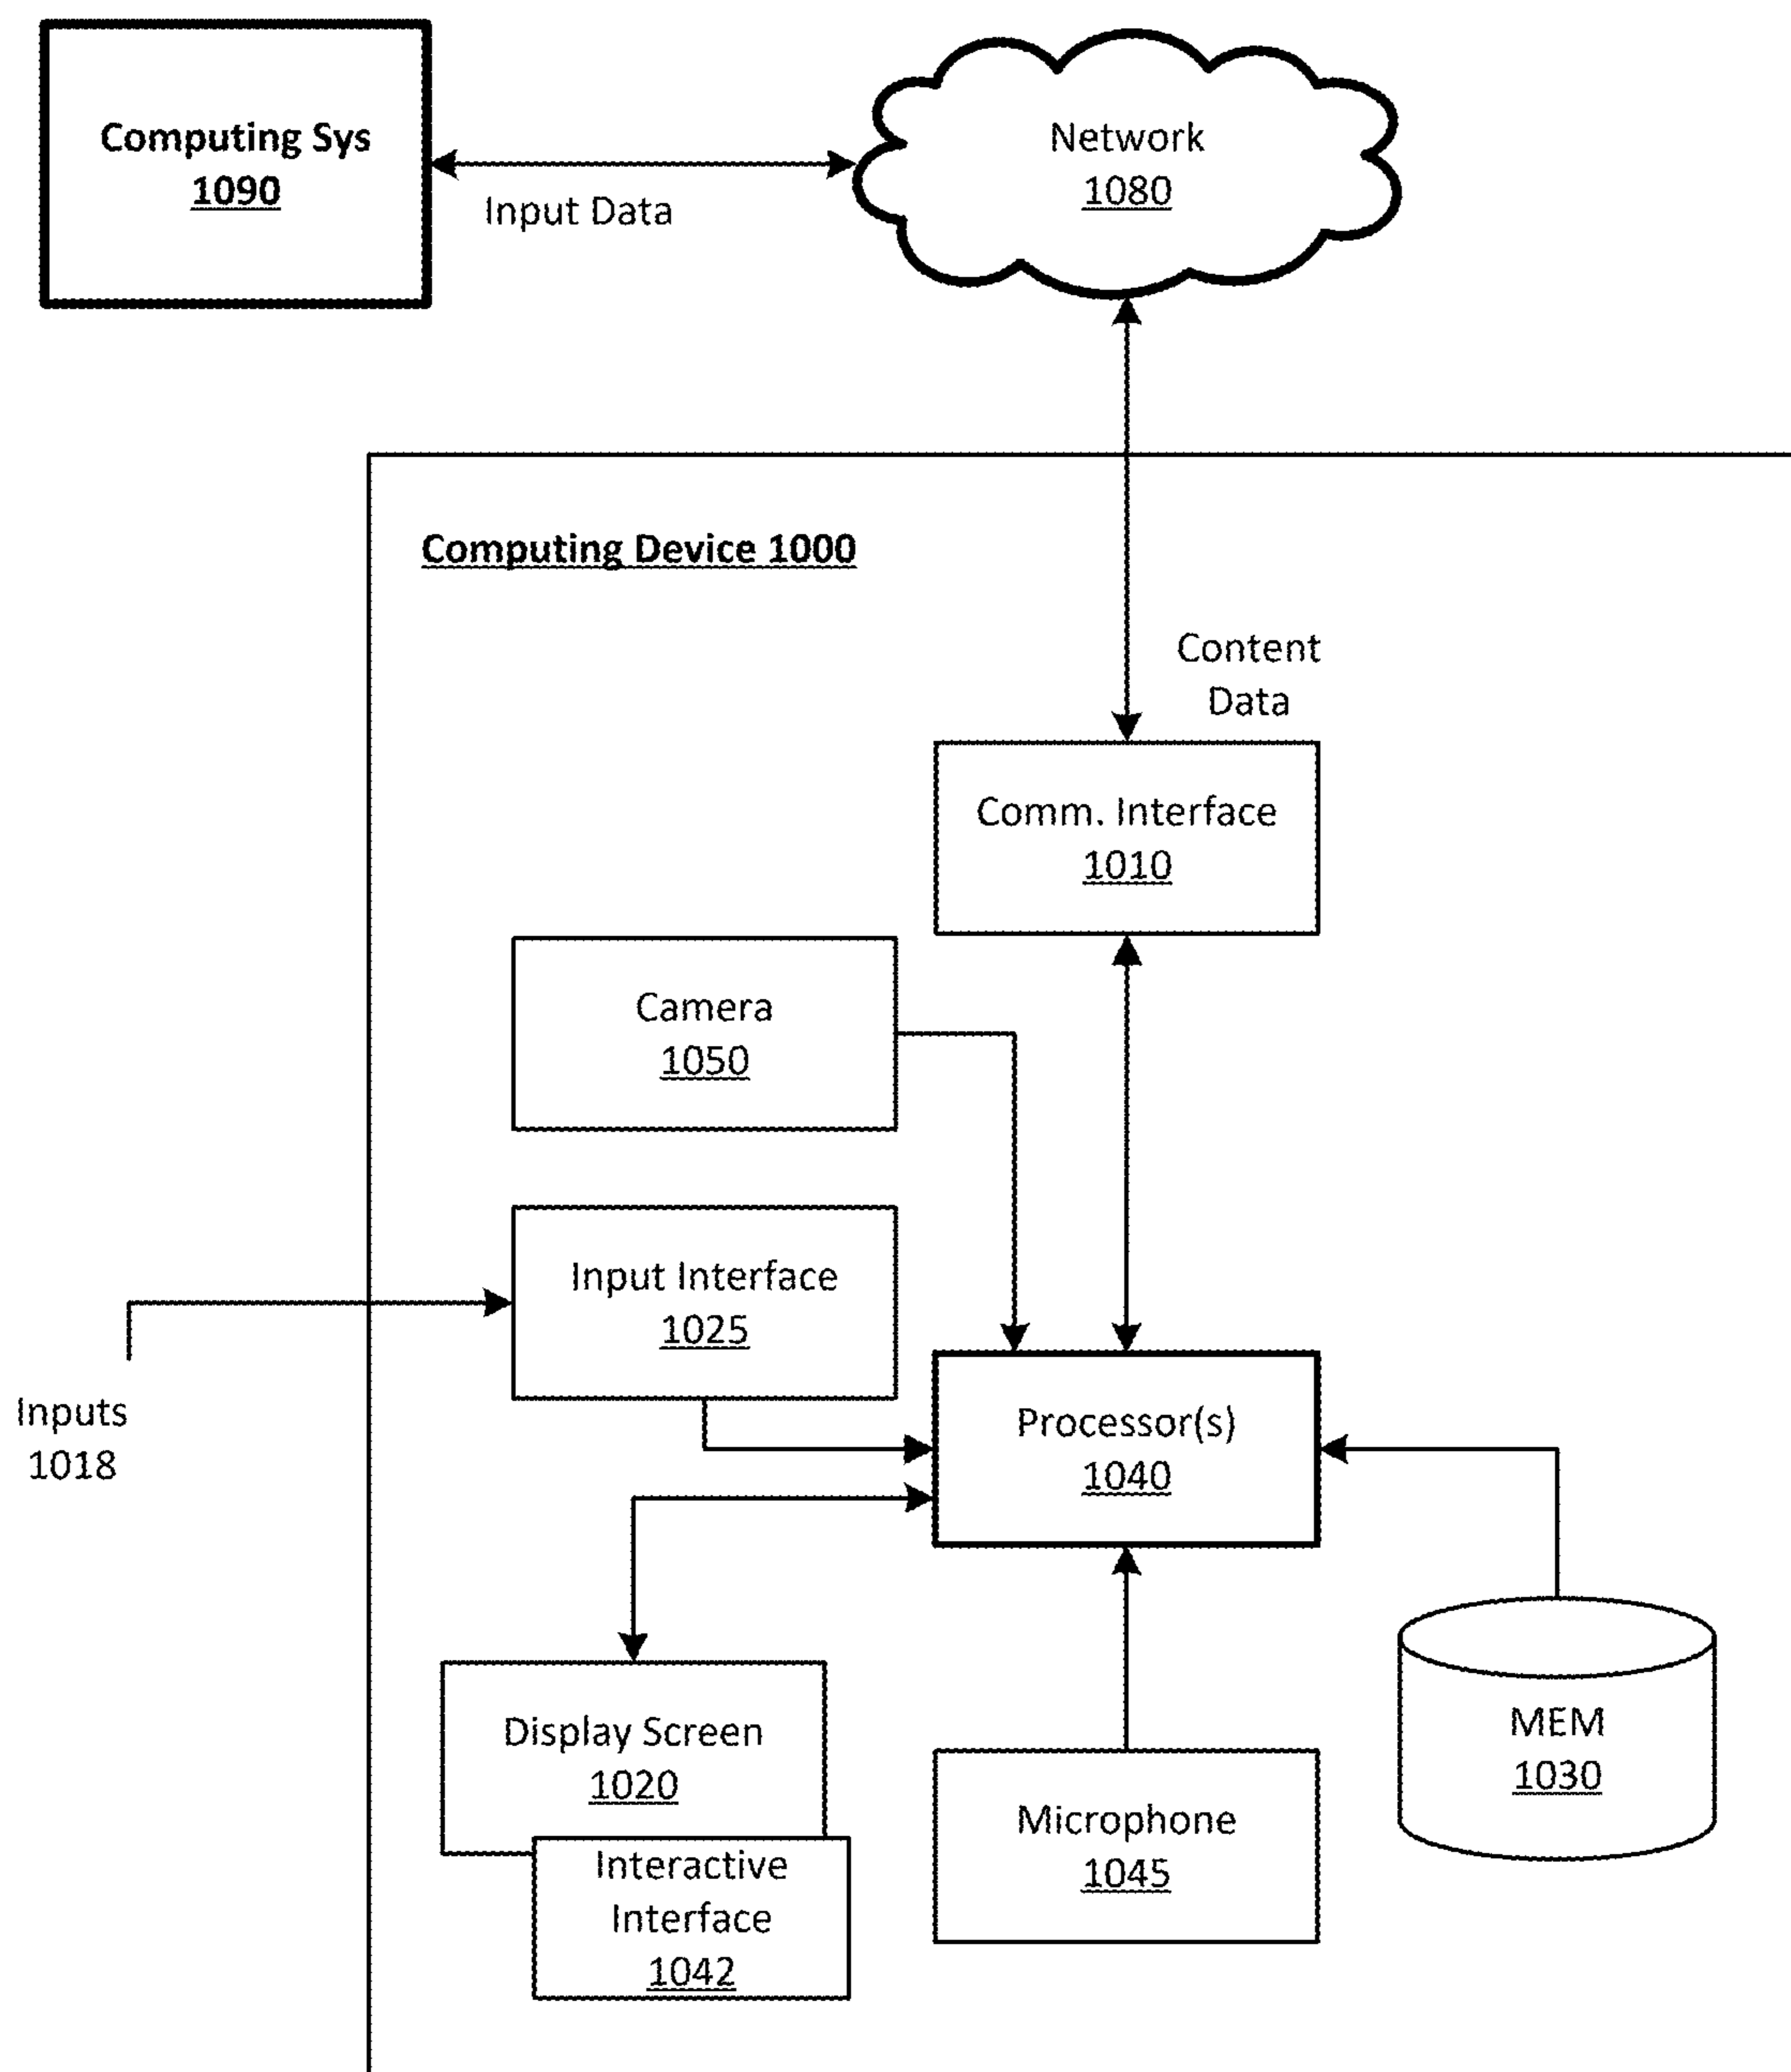 Computing Sys
1090
Input Data
Network
1080
Computing Device 1000
Content
Data
Comm. Interface
1010
Camera
1050
Input Interface
1025
Inputs
1018
Processor(s)
1040
Display Screen
1020
Interactive
Interface
1042
Microphone
1045
MEM
1030